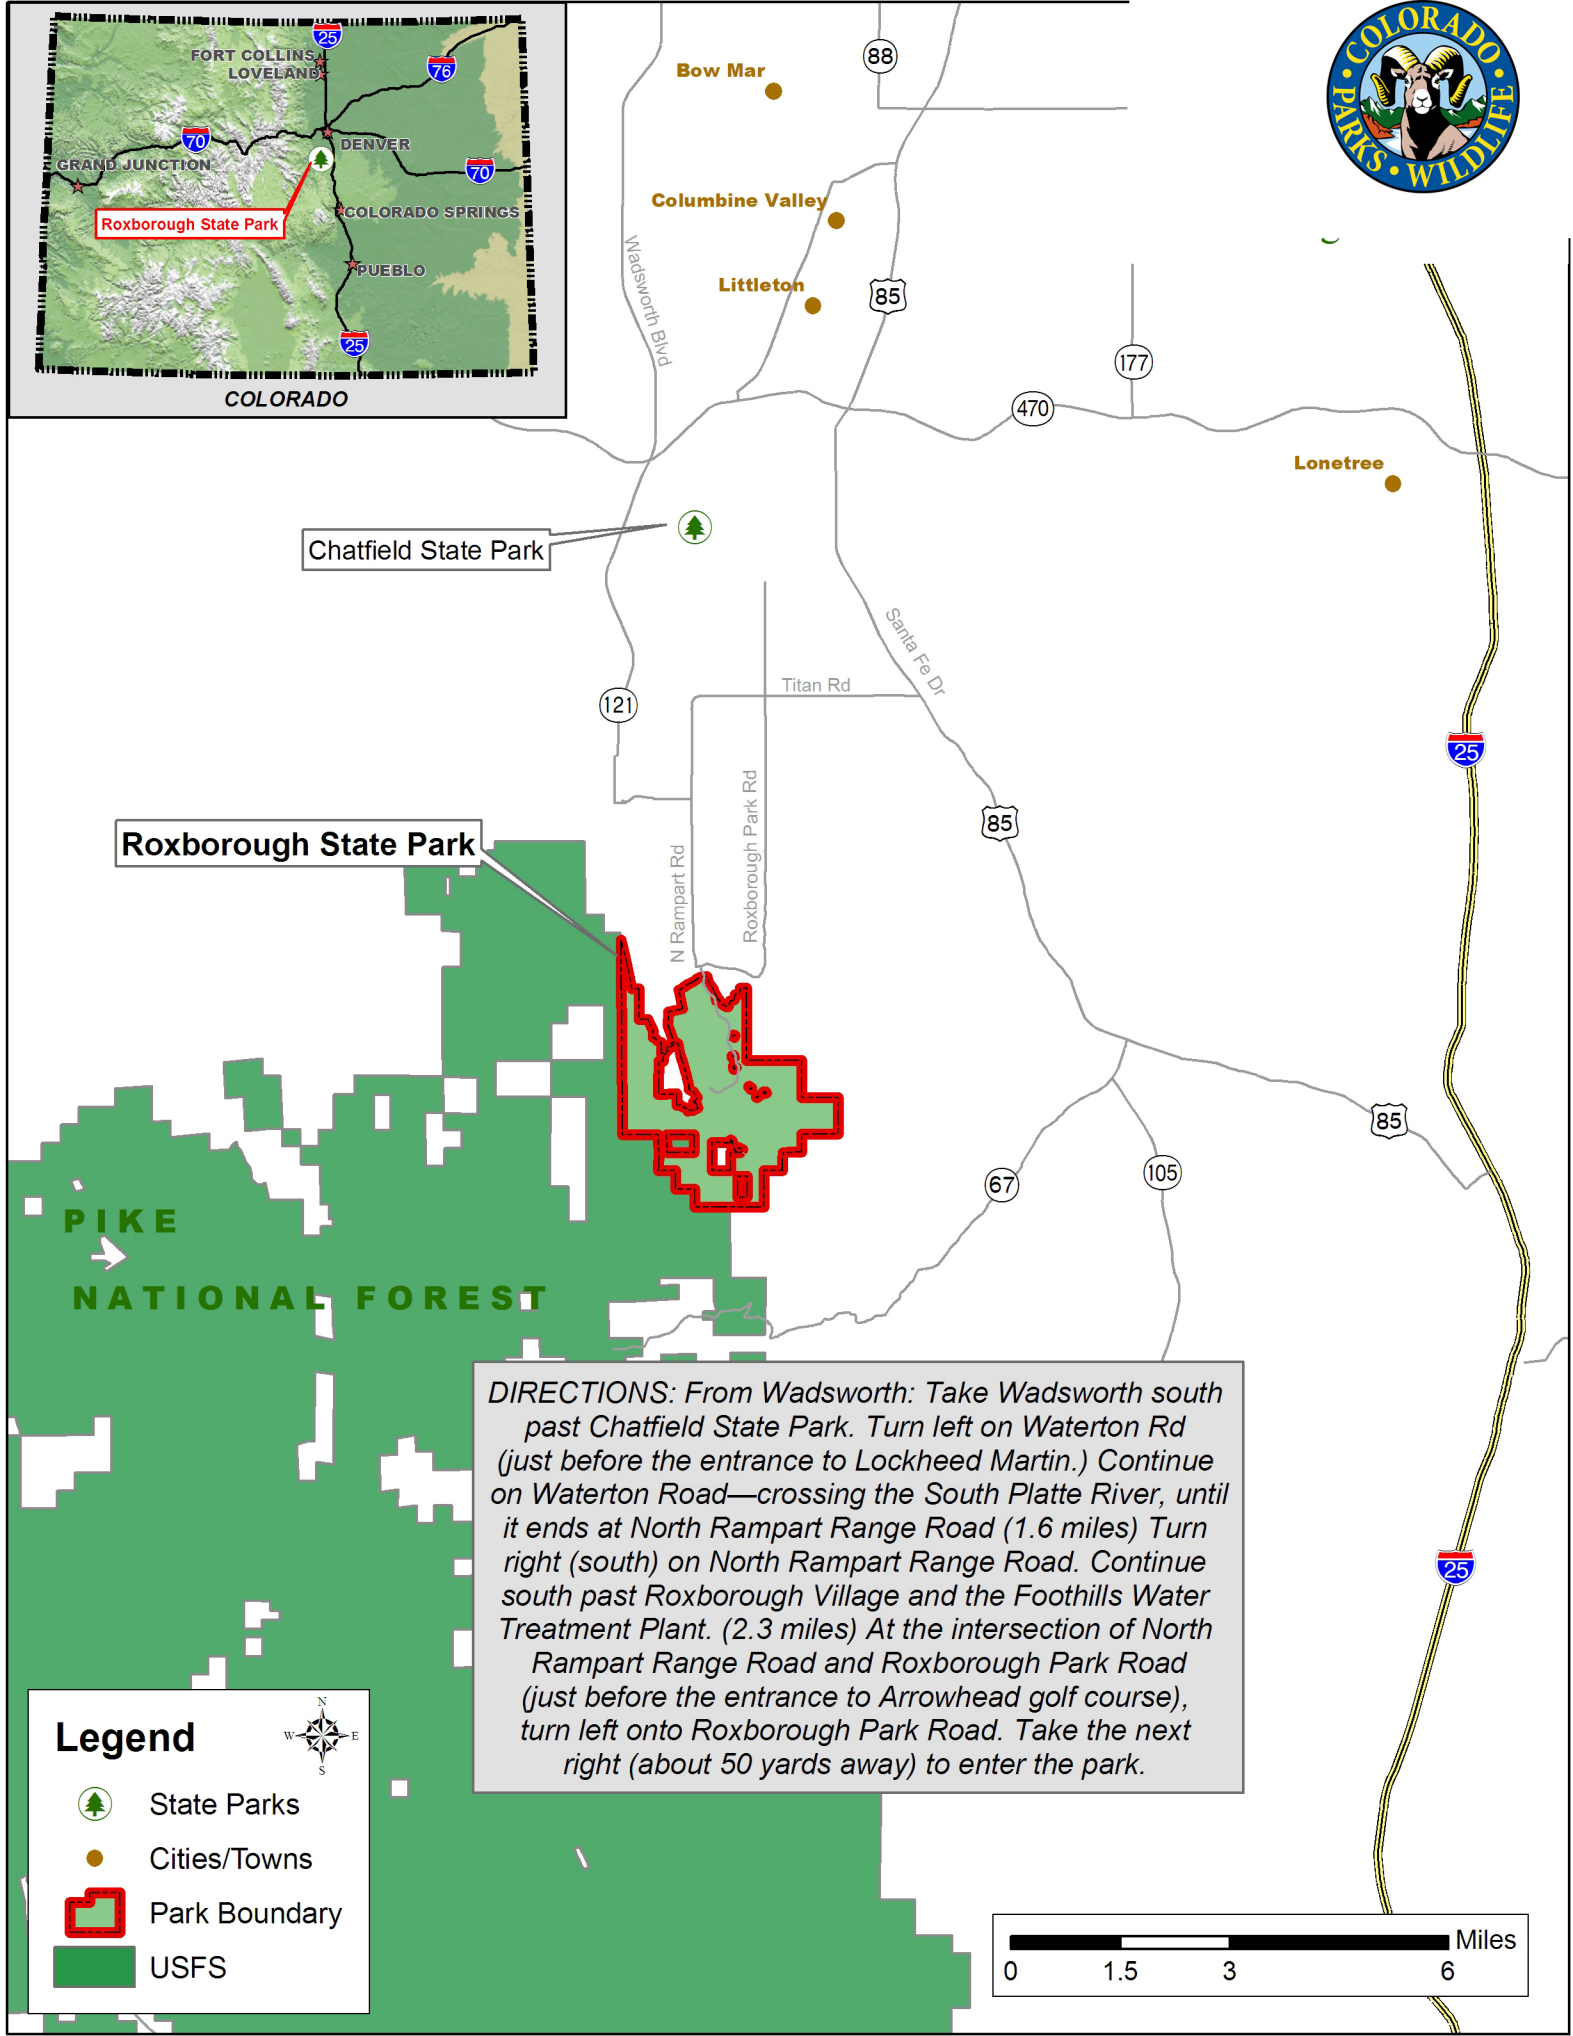 25
FORT COLLINS
LOVELAND
76
70
DENVER
GRAND JUNCTION
70
Roxborough State Park
COLORADO SPRINGS
PUEBLO
25
COLORADO
COLORADO
PARKS • WILDLIFE
88
Bow Mar
Columbine Valley
Wadsworth Blvd
Littleton
85
177
470
Lonetree
Chatfield State Park
Santa Fe Dr
Titan Rd
121
25
Roxborough Park Rd
85
Roxborough State Park
N Rampart Rd
85
105
67
PIKE
NATIONAL FOREST
DIRECTIONS: From Wadsworth: Take Wadsworth south
past Chatfield State Park. Turn left on Waterton Rd
(just before the entrance to Lockheed Martin.) Continue
on Waterton Road—crossing the South Platte River, until
it ends at North Rampart Range Road (1.6 miles) Turn
right (south) on North Rampart Range Road. Continue
south past Roxborough Village and the Foothills Water
Treatment Plant. (2.3 miles) At the intersection of North
Rampart Range Road and Roxborough Park Road
(just before the entrance to Arrowhead golf course),
turn left onto Roxborough Park Road. Take the next
right (about 50 yards away) to enter the park.
25
Legend
N
W E
S
State Parks
Cities/Towns
Park Boundary
USFS
Miles
0 1.5 3 6